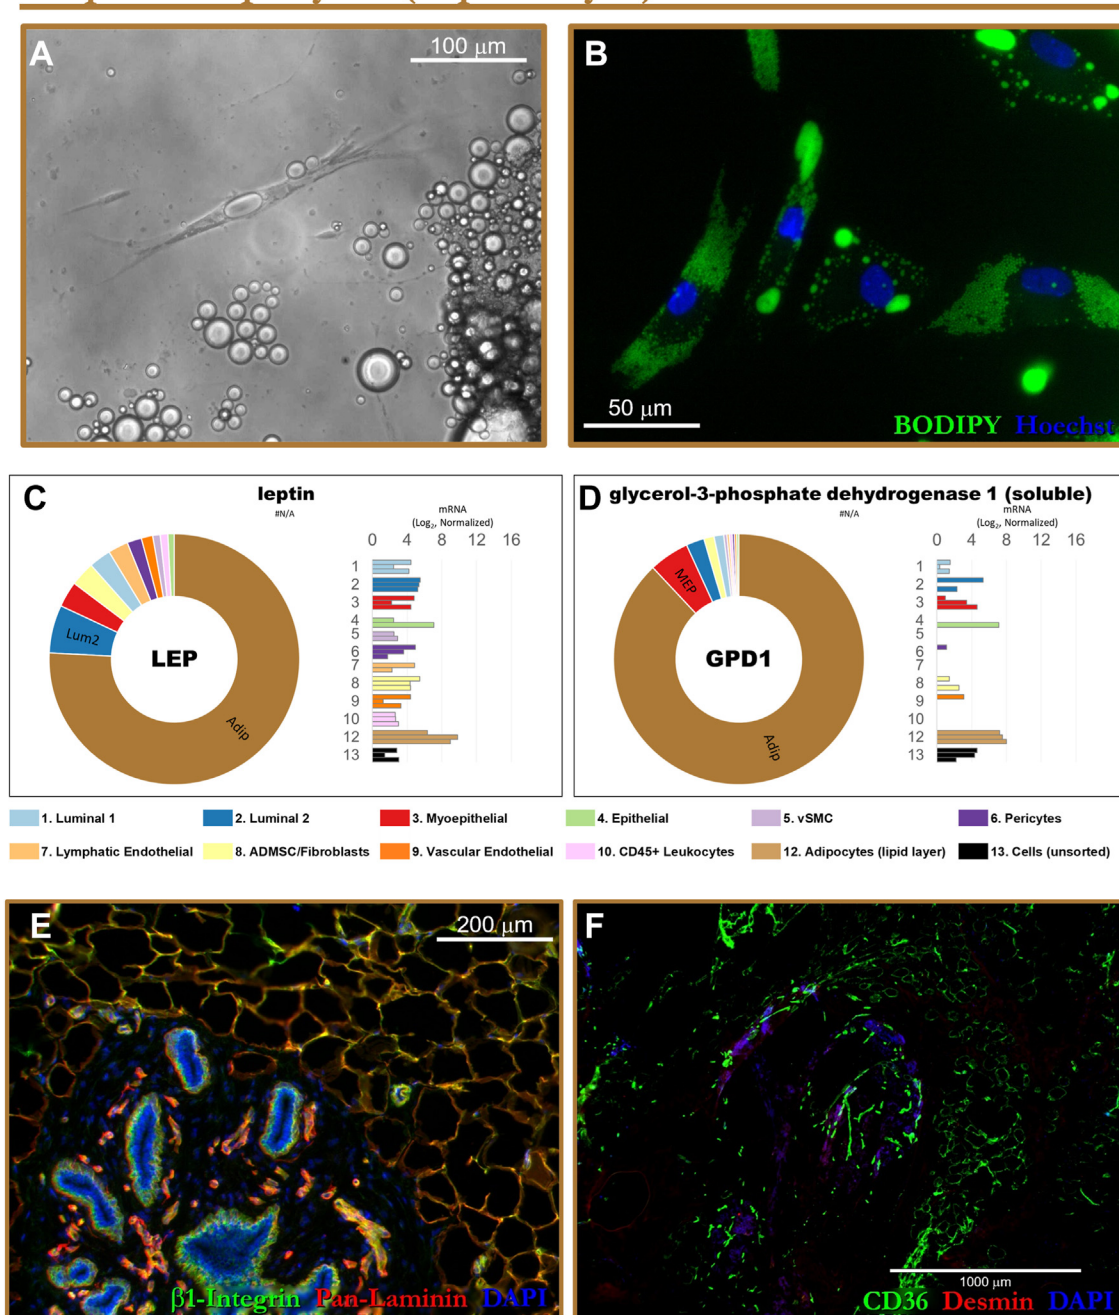 A
100 μm
B
50 μm
BODIPY Hoechst
C
leptin
#N/A
mRNA
(Log2, Normalized)
0 4 8 12 16
Lum2
LEP
Adip
1
2
3
4
5
6
7
8
9
10
12
13
D
glycerol-3-phosphate dehydrogenase 1 (soluble)
#N/A
mRNA
(Log2, Normalized)
0 4 8 12 16
MEP
GPD1
Adip
1
2
3
4
5
6
7
8
9
10
12
13
1. Luminal 1
2. Luminal 2
3. Myoepithelial
4. Epithelial
5. vSMC
6. Pericytes
7. Lymphatic Endothelial
8. ADMSC/Fibroblasts
9. Vascular Endothelial
10. CD45+ Leukocytes
12. Adipocytes (lipid layer)
13. Cells (unsorted)
E
200 μm
β1-Integrin Pan-Laminin DAPI
F
1000 μm
CD36 Desmin DAPI